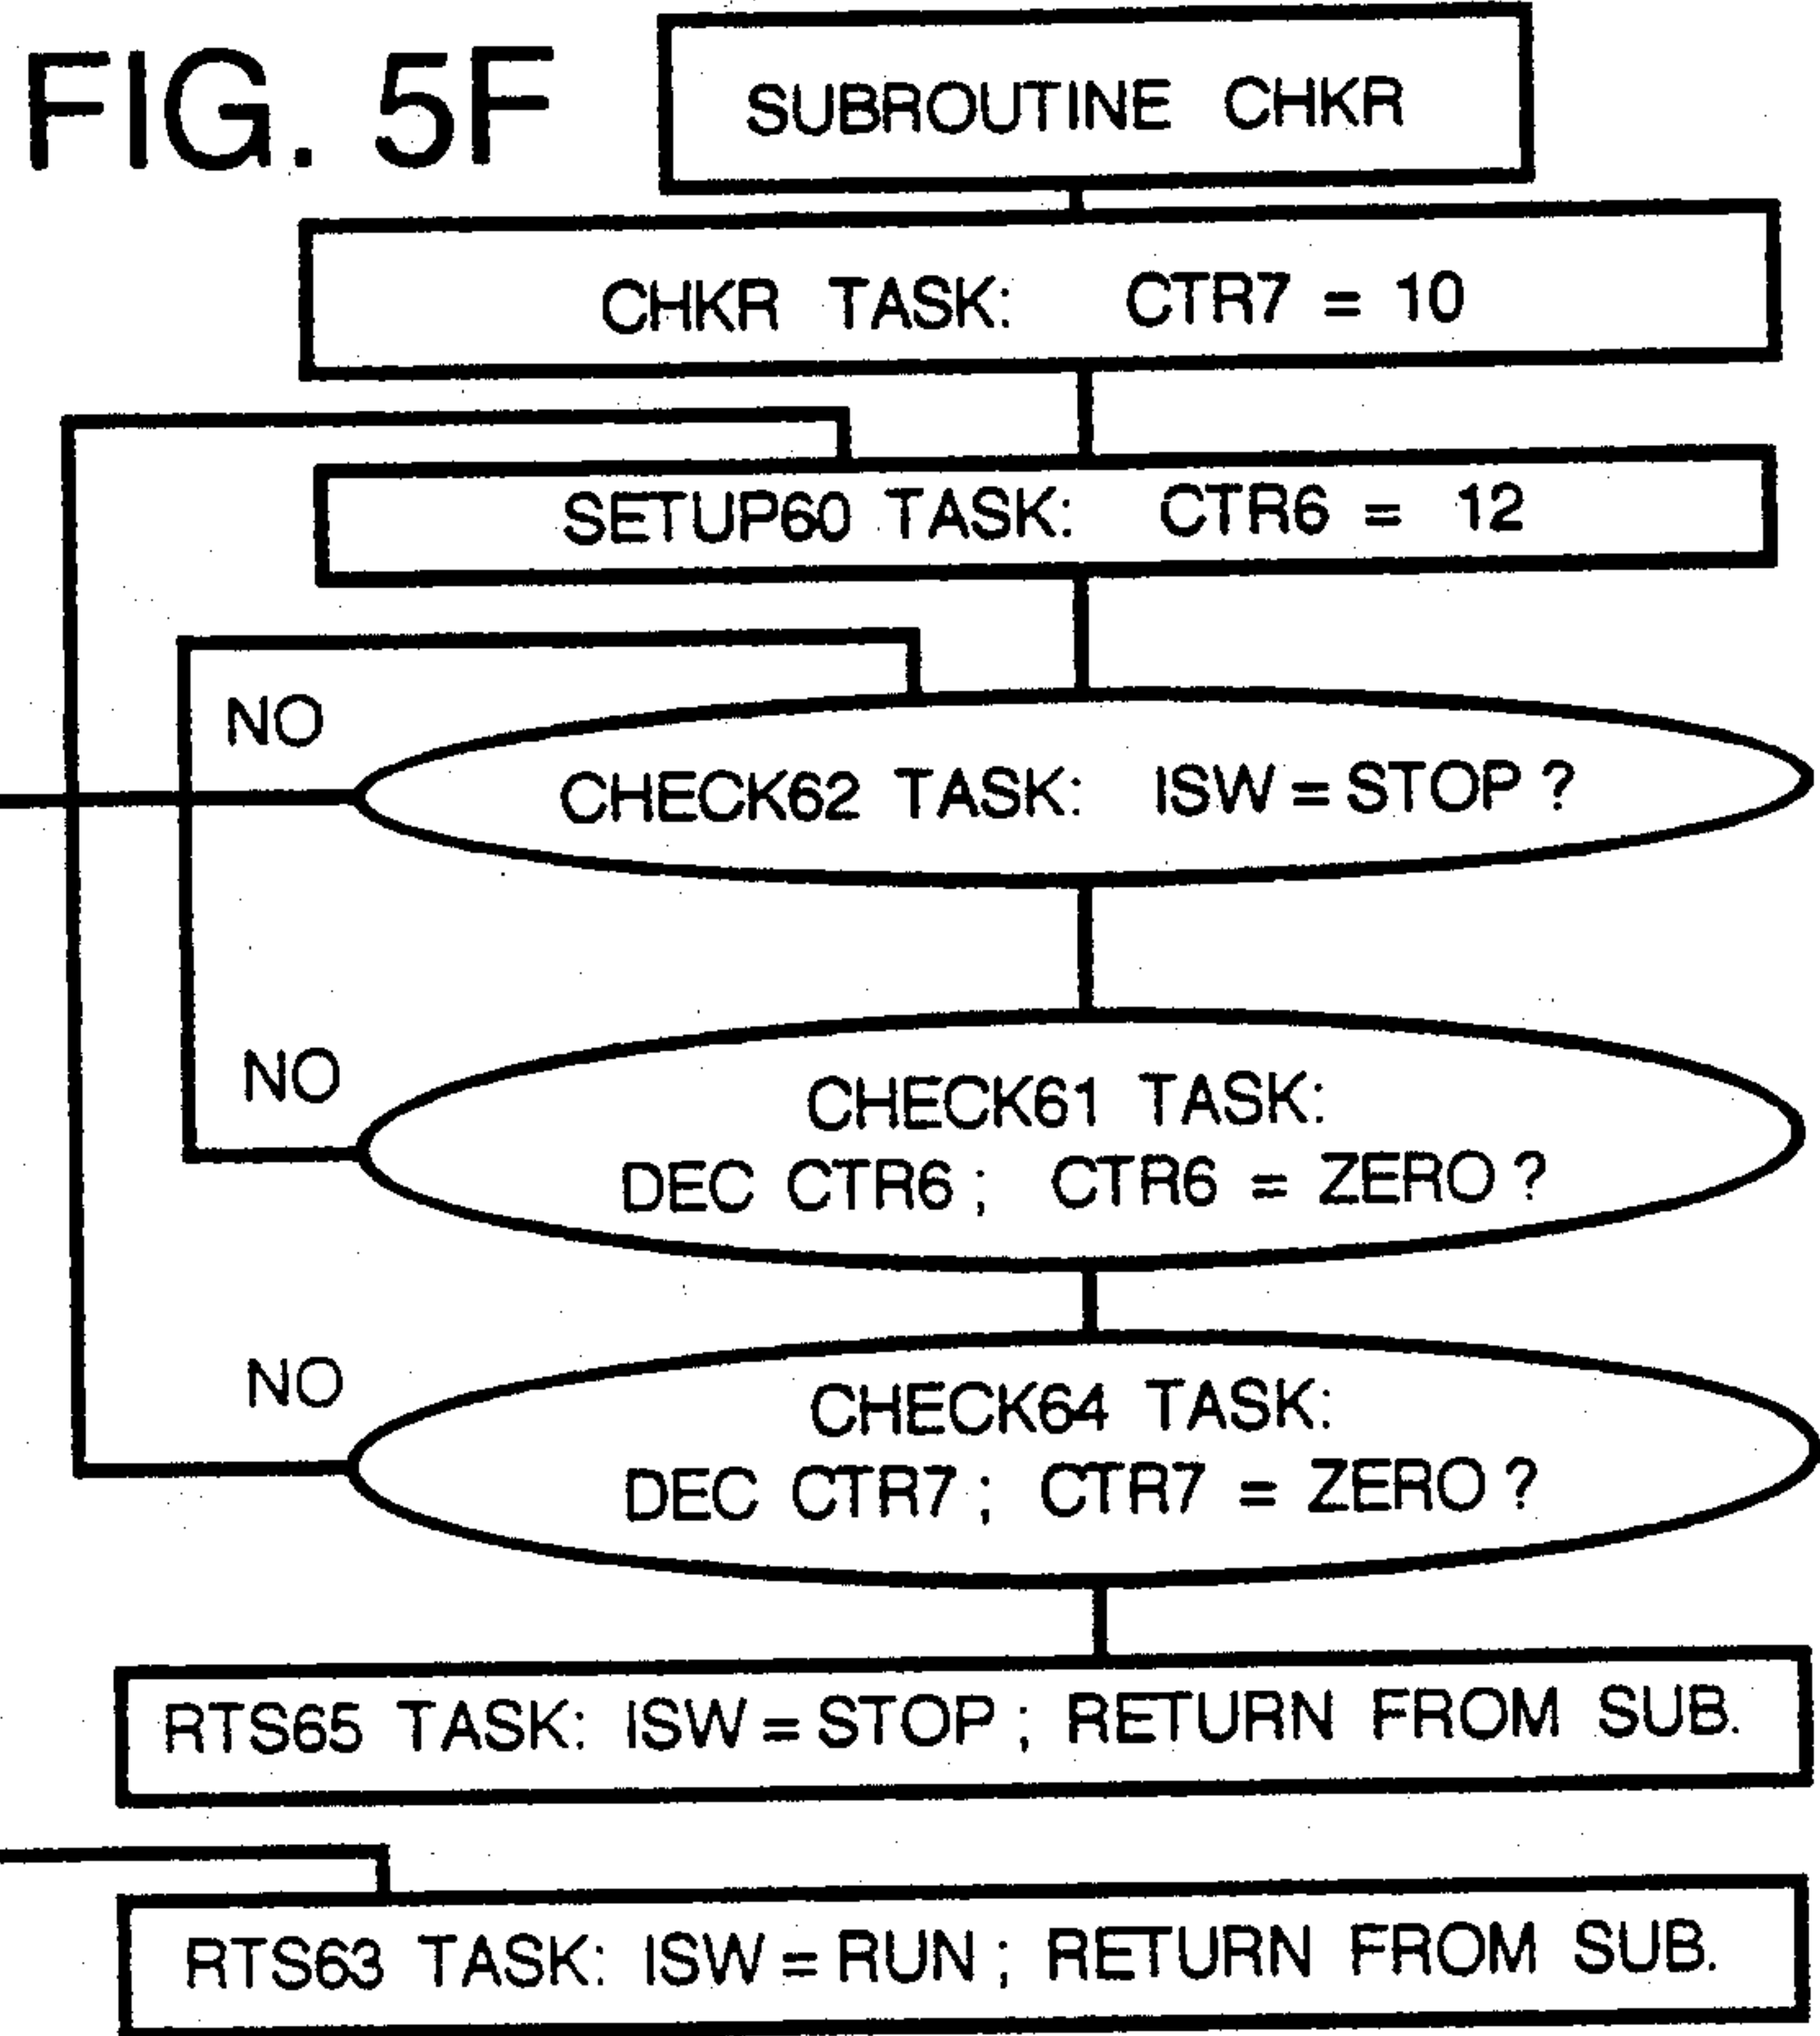 FIG. 5F
SUBROUTINE CHKR
CHKR TASK: CTR7 = 10
SETUP60 TASK: CTR6 = 12
NO
CHECK62 TASK: ISW = STOP ?
NO
CHECK61 TASK:
DEC CTR6 ; CTR6 = ZERO ?
NO
CHECK64 TASK:
DEC CTR7 ; CTR7 = ZERO ?
RTS65 TASK: ISW = STOP ; RETURN FROM SUB.
RTS63 TASK: ISW = RUN ; RETURN FROM SUB.